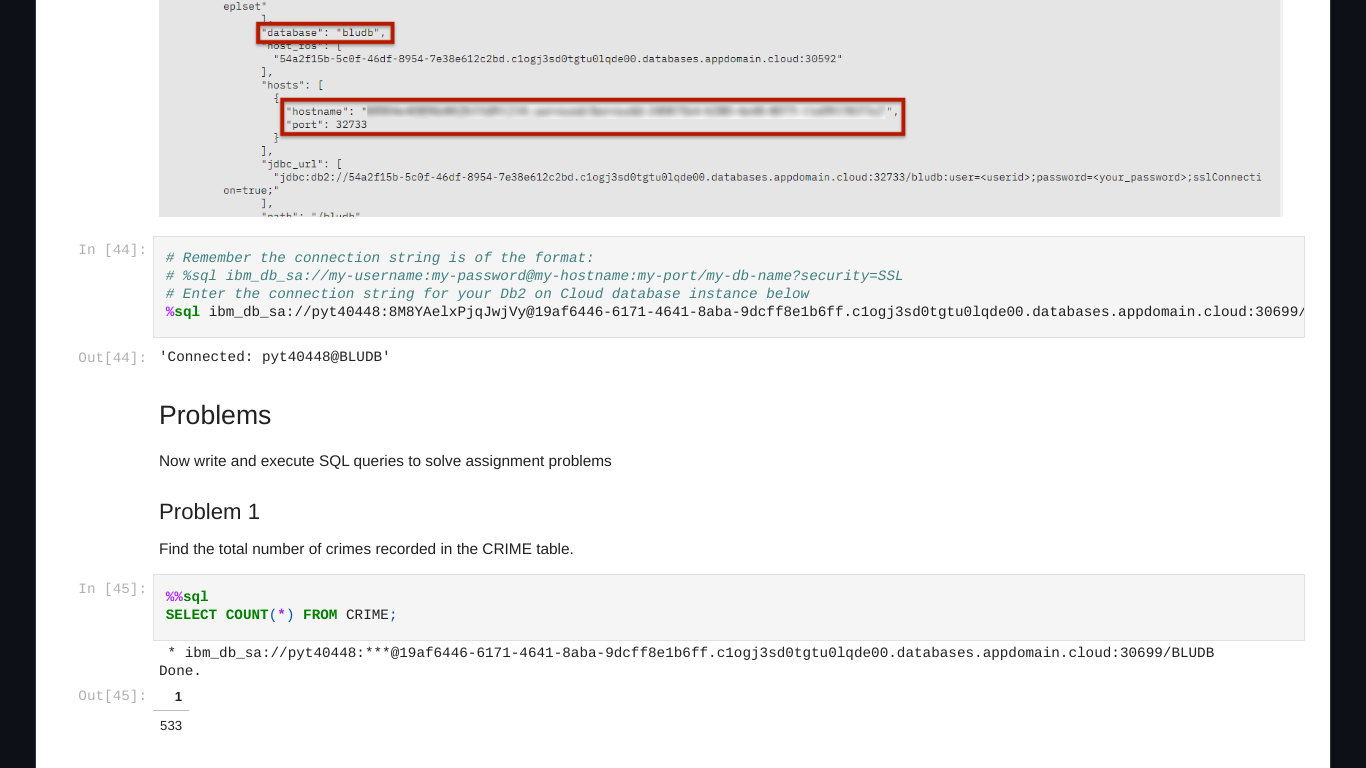 eplset"
],
"database": "bludb",
"host_ros": [
"54a2f15b-5c0f-46df-8954-7e38e612c2bd.c1ogj3sd0tgtu0lqde00.databases.appdomain.cloud:30592"
],
"hosts": [
{
"hostname": "",
"port": 32733
}
],
"jdbc_url": [
"jdbc:db2://54a2f15b-5c0f-46df-8954-7e38e612c2bd.c1ogj3sd0tgtu0lqde00.databases.appdomain.cloud:32733/bludb:user=<userid>;password=<your_password>;sslConnecti
on=true;"
],
"path": "/bludb"
In [44]:
# Remember the connection string is of the format:
# %sql ibm_db_sa://my-username:my-password@my-hostname:my-port/my-db-name?security=SSL
# Enter the connection string for your Db2 on Cloud database instance below
%sql ibm_db_sa://pyt40448:8M8YAelxPjqJwjVy@19af6446-6171-4641-8aba-9dcff8e1b6ff.c1ogj3sd0tgtu0lqde00.databases.appdomain.cloud:30699/
Out[44]: 'Connected: pyt40448@BLUDB'
Problems
Now write and execute SQL queries to solve assignment problems
Problem 1
Find the total number of crimes recorded in the CRIME table.
In [45]:
%%sql
SELECT COUNT(*) FROM CRIME;
* ibm_db_sa://pyt40448:***@19af6446-6171-4641-8aba-9dcff8e1b6ff.c1ogj3sd0tgtu0lqde00.databases.appdomain.cloud:30699/BLUDB
Done.
Out[45]: 1
533